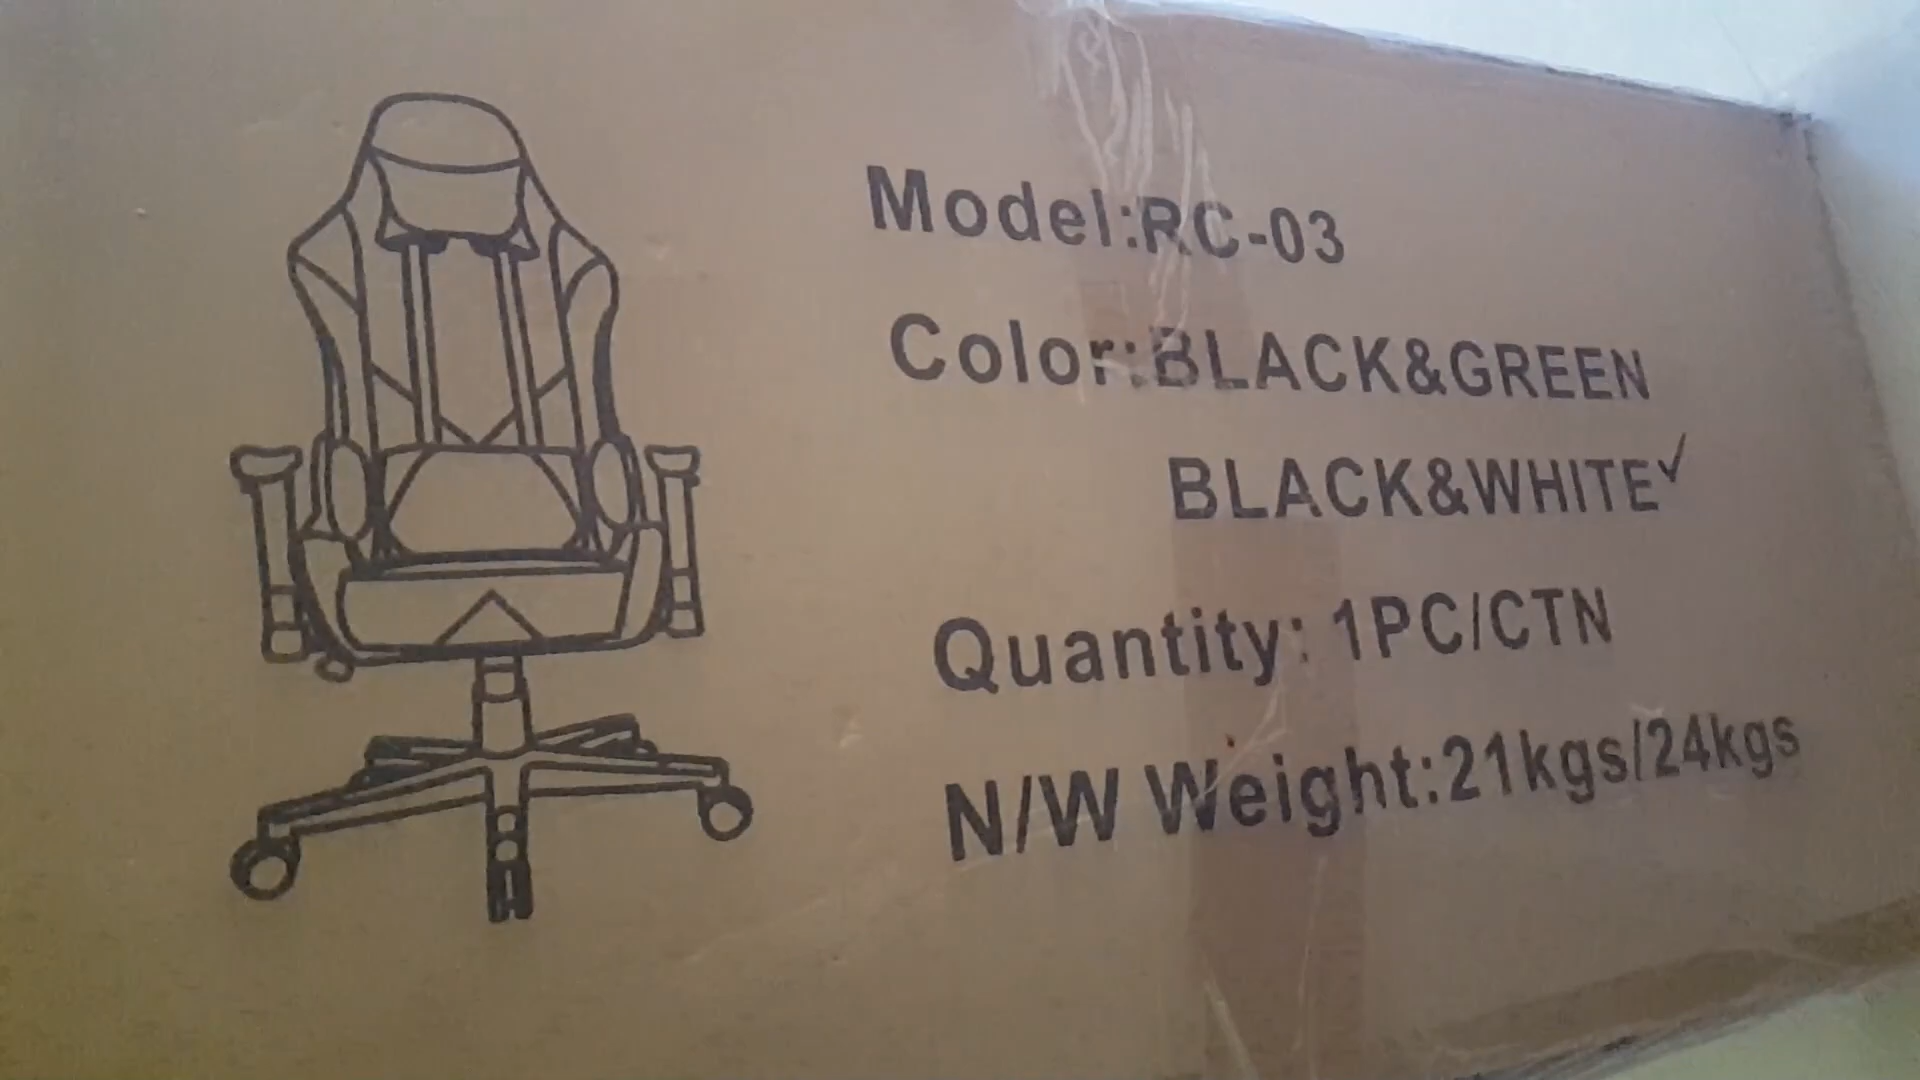 Model:RC-03
Color:BLACK&GREEN
BLACK&WHITE✓
Quantity: 1PC/CTN
N/W Weight:21kgs/24kgs